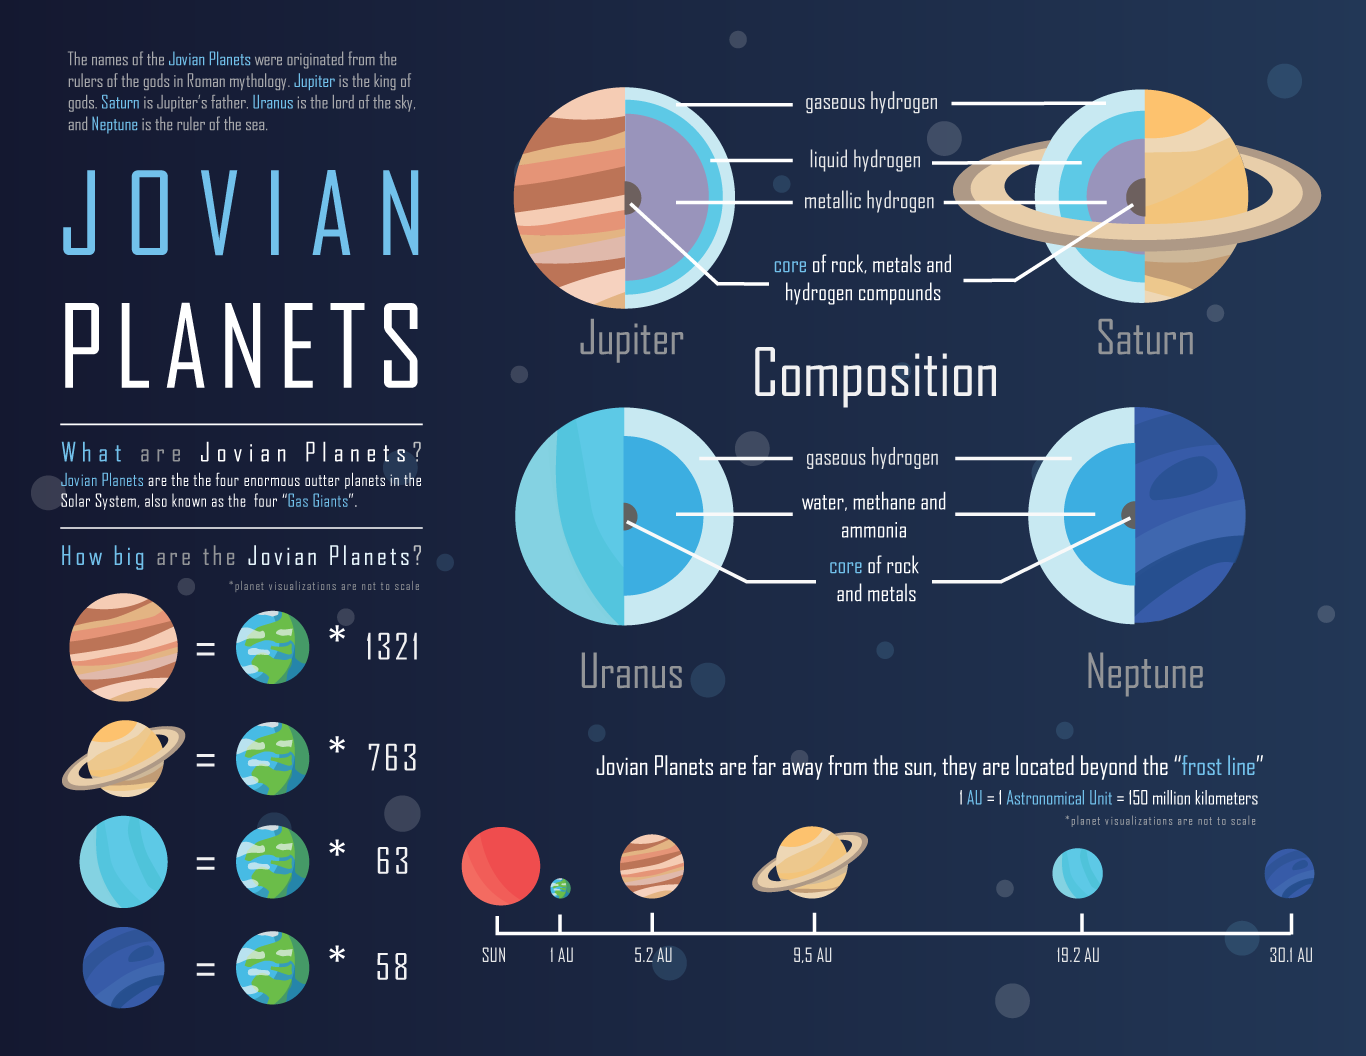 The names of the Jovian Planets were originated from the
rulers of the gods in Roman mythology. Jupiter is the king of
gods. Saturn is Jupiter's father. Uranus is the lord of the sky,
and Neptune is the ruler of the sea.
JOVIAN
PLANETS
What are Jovian Planets?
Jovian Planets are the the four enormous outter planets in the
Solar System, also known as the four “Gas Giants”.
How big are the Jovian Planets?
*planet visualizations are not to scale
= * 1321
= * 763
= * 63
= * 58
gaseous hydrogen
liquid hydrogen
metallic hydrogen
core of rock, metals and
hydrogen compounds
Jupiter
Saturn
Composition
gaseous hydrogen
water, methane and
ammonia
core of rock
and metals
Uranus
Neptune
Jovian Planets are far away from the sun, they are located beyond the “frost line”
1 AU = 1 Astronomical Unit = 150 million kilometers
*planet visualizations are not to scale
SUN 1 AU 5.2 AU 9,5 AU 19.2 AU 30.1 AU